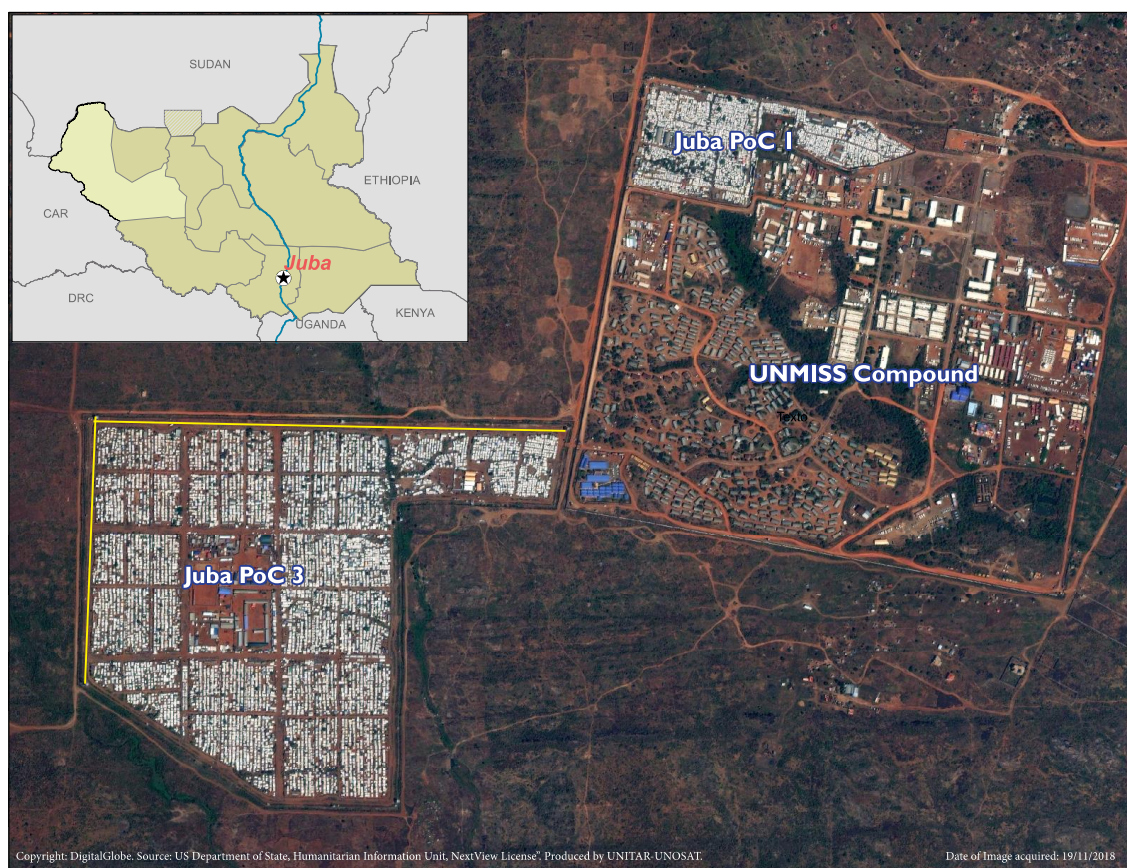 SUDAN
ETHIOPIA
CAR
Juba
DRC
UGANDA
KENYA
Juba PoC 1
UNMISS Compound
Texto
Juba PoC 3
Copyright: DigitalGlobe. Source: US Department of State, Humanitarian Information Unit, NextView License”. Produced by UNITAR-UNOSAT.
Date of Image acquired: 19/11/2018